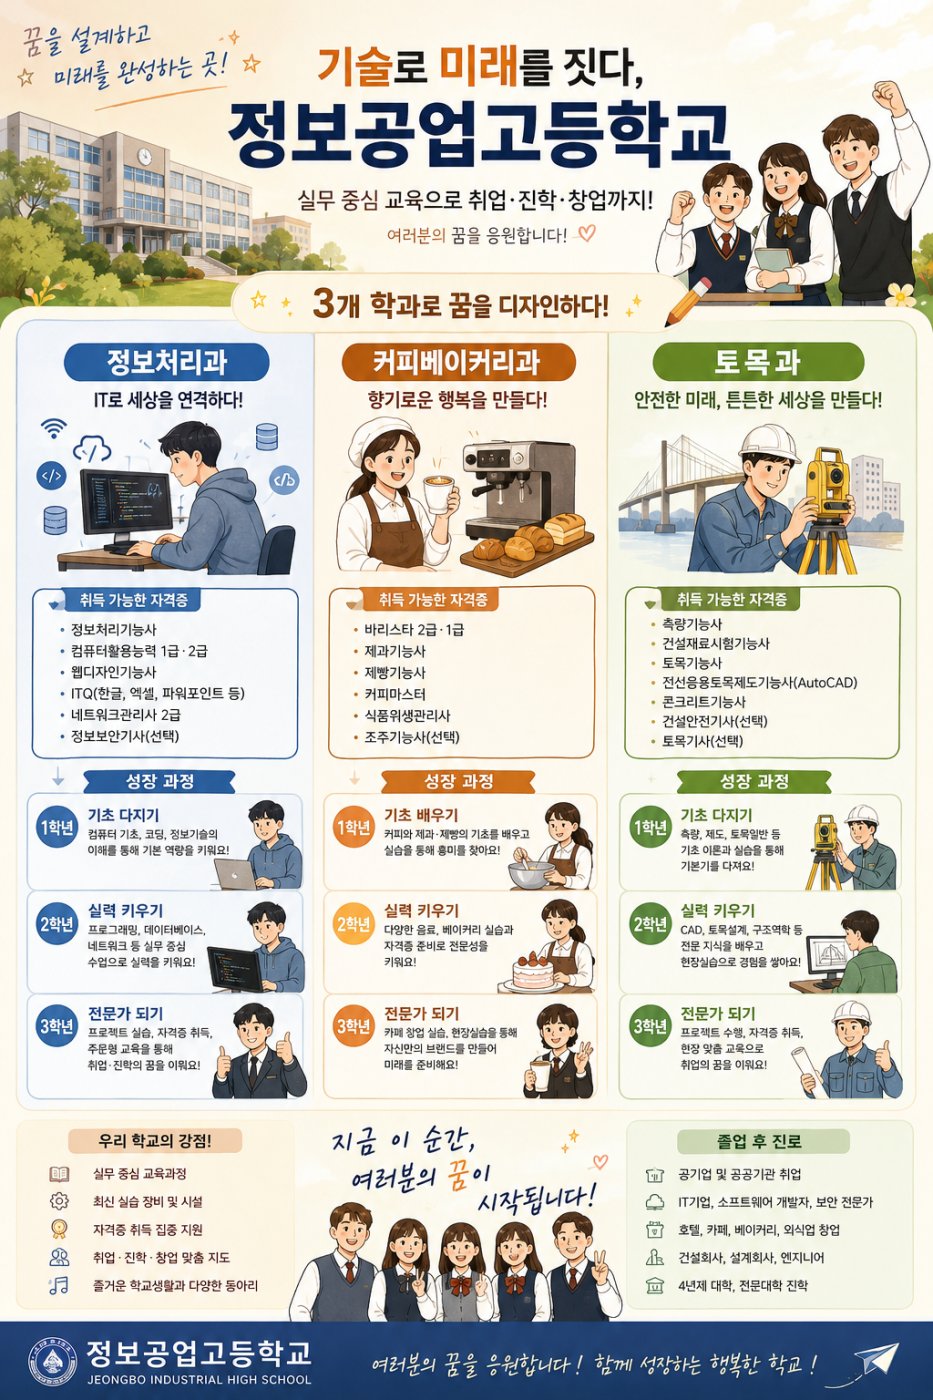 꿈을 설계하고
미래를 완성하는 곳!
기술로 미래를 짓다,
정보공업고등학교
실무 중심 교육으로 취업·진학·창업까지!
여러분의 꿈을 응원합니다!
3개 학과로 꿈을 디자인하다!
정보처리과
IT로 세상을 연격하다!
</>
</>
취득 가능한 자격증
• 정보처리기능사
• 컴퓨터활용능력 1급·2급
• 웹디자인기능사
• ITQ(한글, 엑셀, 파워포인트 등)
• 네트워크관리사 2급
• 정보보안기사(선택)
성장 과정
1학년
기초 다지기
컴퓨터 기초, 코딩, 정보기술의
이해를 통해 기본 역량을 키워요!
2학년
실력 키우기
프로그래밍, 데이터베이스,
네트워크 등 실무 중심
수업으로 실력을 키워요!
3학년
전문가 되기
프로젝트 실습, 자격증 취득,
주문형 교육을 통해
취업·진학의 꿈을 이뤄요!
커피베이커리과
향기로운 행복을 만들다!
취득 가능한 자격증
• 바리스타 2급·1급
• 제과기능사
• 제빵기능사
• 커피마스터
• 식품위생관리사
• 조주기능사(선택)
성장 과정
1학년
기초 배우기
커피와 제과·제빵의 기초를 배우고
실습을 통해 흥미를 찾아요!
2학년
실력 키우기
다양한 음료, 베이커리 실습과
자격증 준비로 전문성을
키워요!
3학년
전문가 되기
카페 창업 실습, 현장실습을 통해
자신만의 브랜드를 만들어
미래를 준비해요!
토목과
안전한 미래, 튼튼한 세상을 만들다!
취득 가능한 자격증
• 측량기능사
• 건설재료시험기능사
• 토목기능사
• 전선응용토목제도기능사(AutoCAD)
• 콘크리트기능사
• 건설안전기사(선택)
• 토목기사(선택)
성장 과정
1학년
기초 다지기
측량, 제도, 토목일반 등
기초 이론과 실습을 통해
기본기를 다져요!
2학년
실력 키우기
CAD, 토목설계, 구조역학 등
전문 지식을 배우고
현장실습으로 경험을 쌓아요!
3학년
전문가 되기
프로젝트 수행, 자격증 취득,
현장 맞춤 교육으로
취업의 꿈을 이뤄요!
우리 학교의 강점!
실무 중심 교육과정
최신 실습 장비 및 시설
자격증 취득 집중 지원
취업·진학·창업 맞춤 지도
즐거운 학교생활과 다양한 동아리
지금 이 순간,
여러분의 꿈이
시작됩니다!
졸업 후 진로
공기업 및 공공기관 취업
IT기업, 소프트웨어 개발자, 보안 전문가
호텔, 카페, 베이커리, 외식업 창업
건설회사, 설계회사, 엔지니어
4년제 대학, 전문대학 진학
정보공업고등학교
JEONGBO INDUSTRIAL HIGH SCHOOL
여러분의 꿈을 응원합니다! 함께 성장하는 행복한 학교!